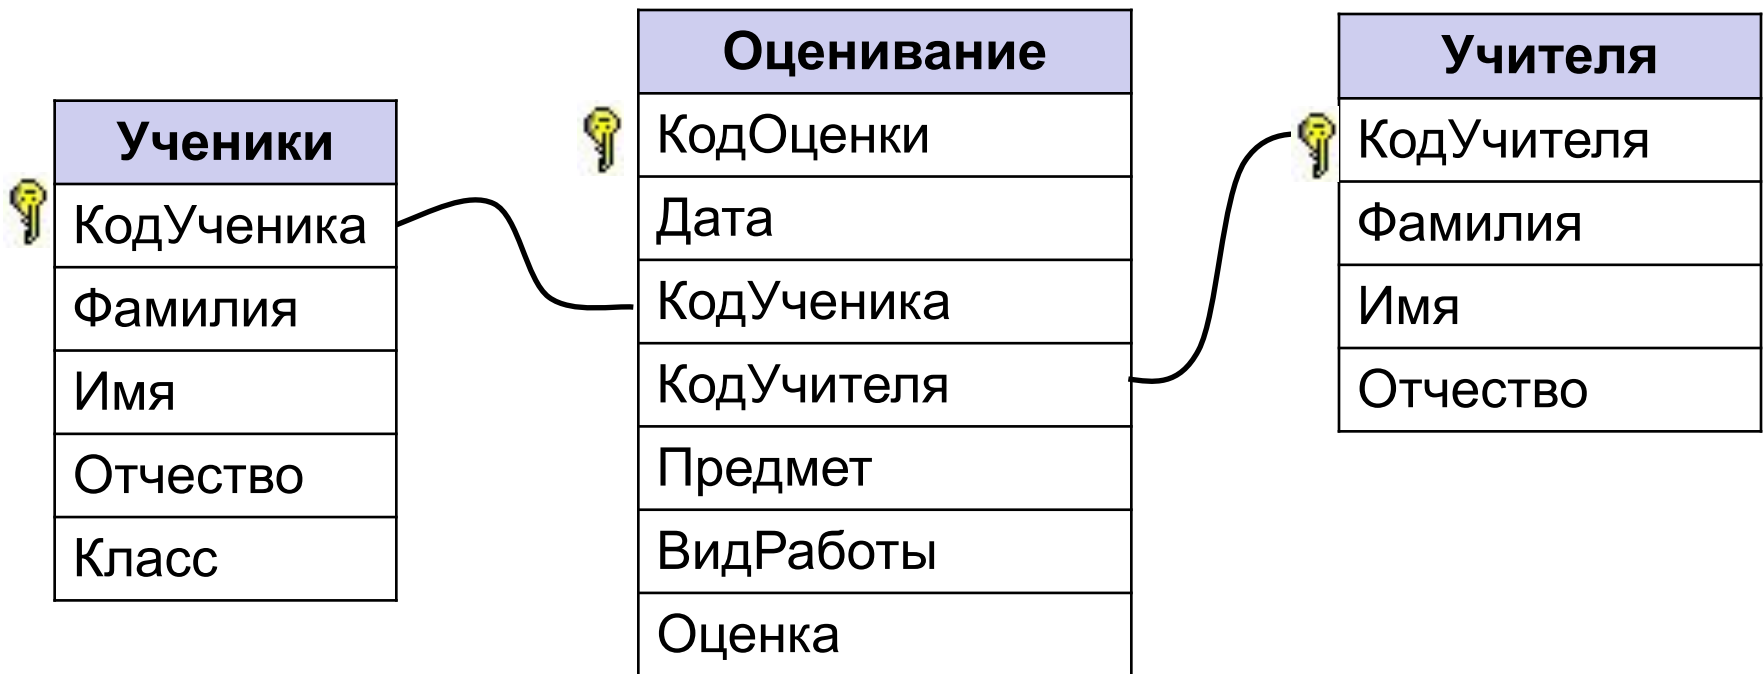 Ученики
КодУченика
Фамилия
Имя
Отчество
Класс
Оценивание
КодОценки
Дата
КодУченика
КодУчителя
Предмет
ВидРаботы
Оценка
Учителя
КодУчителя
Фамилия
Имя
Отчество